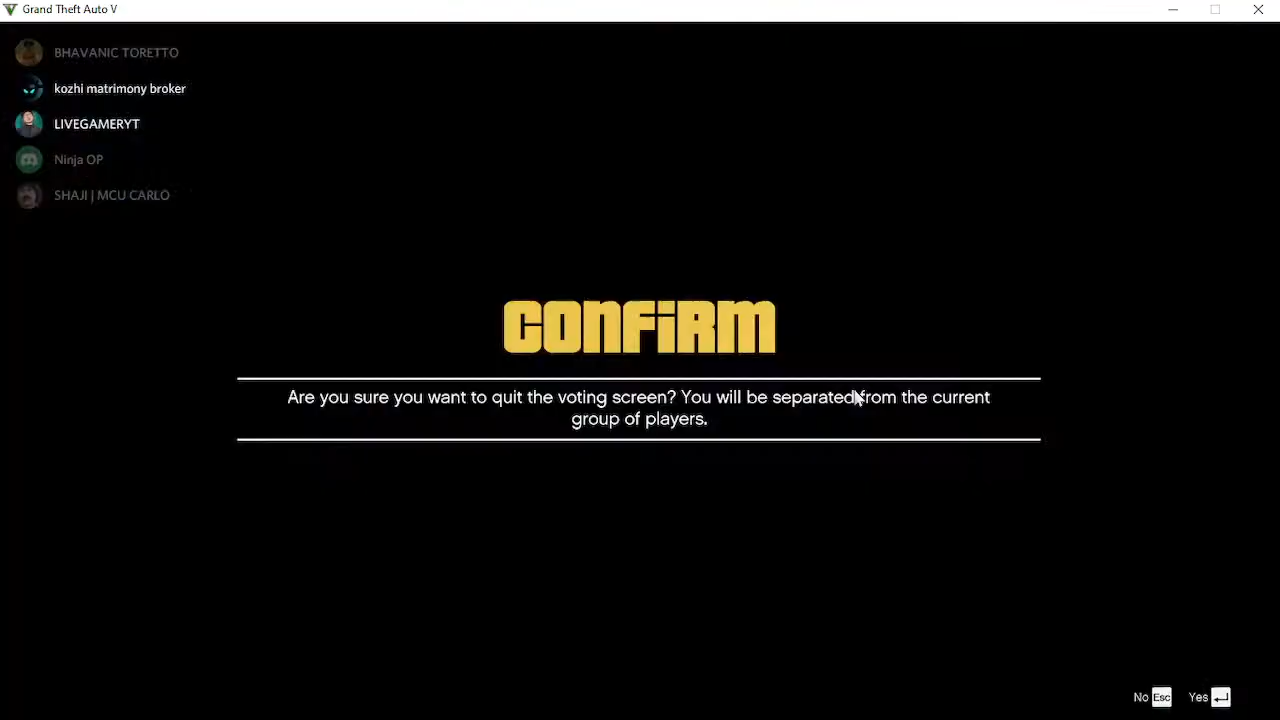 Grand Theft Auto V
BHAVANIC TORETTO
kozhi matrimony broker
LIVEGAMERYT
Ninja OP
SHAJI | MCU CARLO
CONFIRM
Are you sure you want to quit the voting screen? You will be separated from the current
group of players.
No Esc Yes